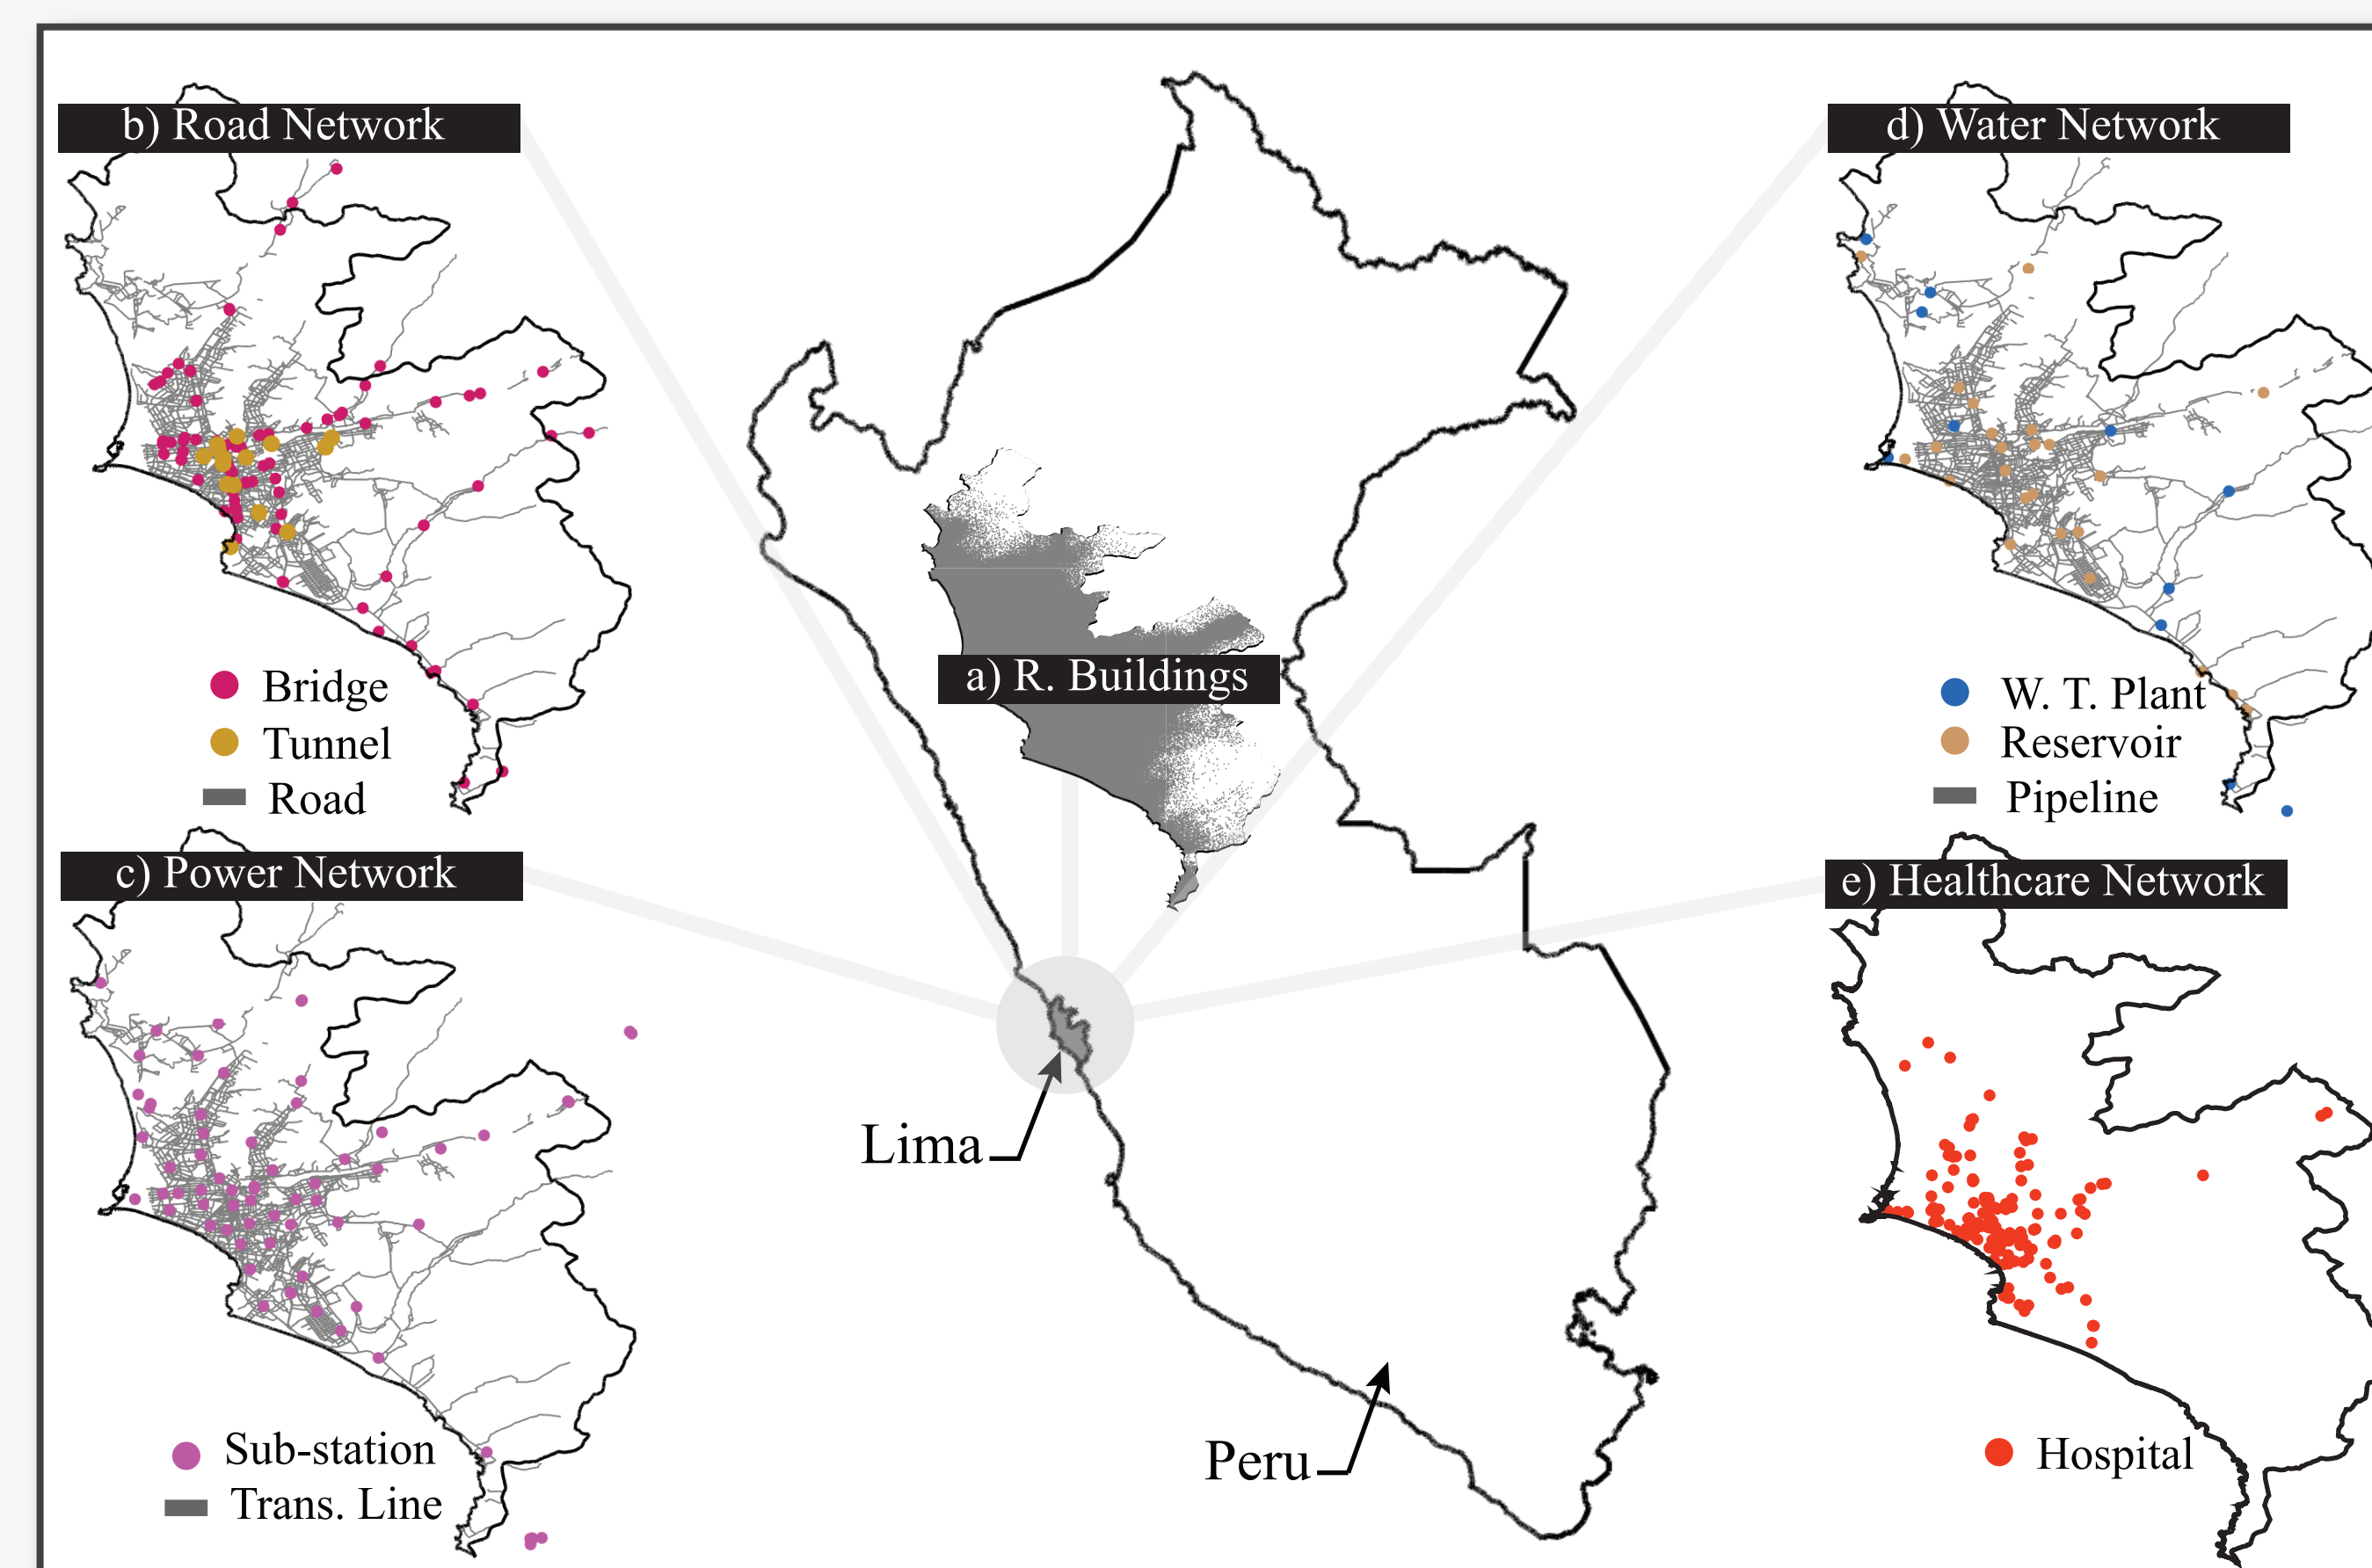 b) Road Network
Bridge
Tunnel
Road
c) Power Network
Sub-station
Trans. Line
a) R. Buildings
Lima
Peru
d) Water Network
W. T. Plant
Reservoir
Pipeline
e) Healthcare Network
Hospital